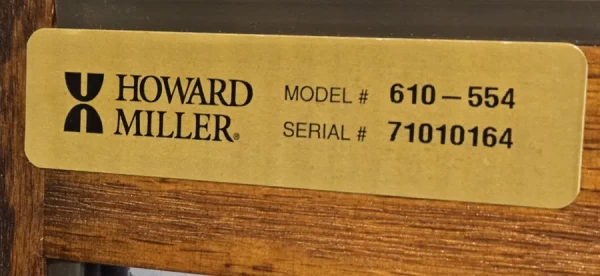 HOWARD MILLER®
MODEL # 610-554
SERIAL # 71010164